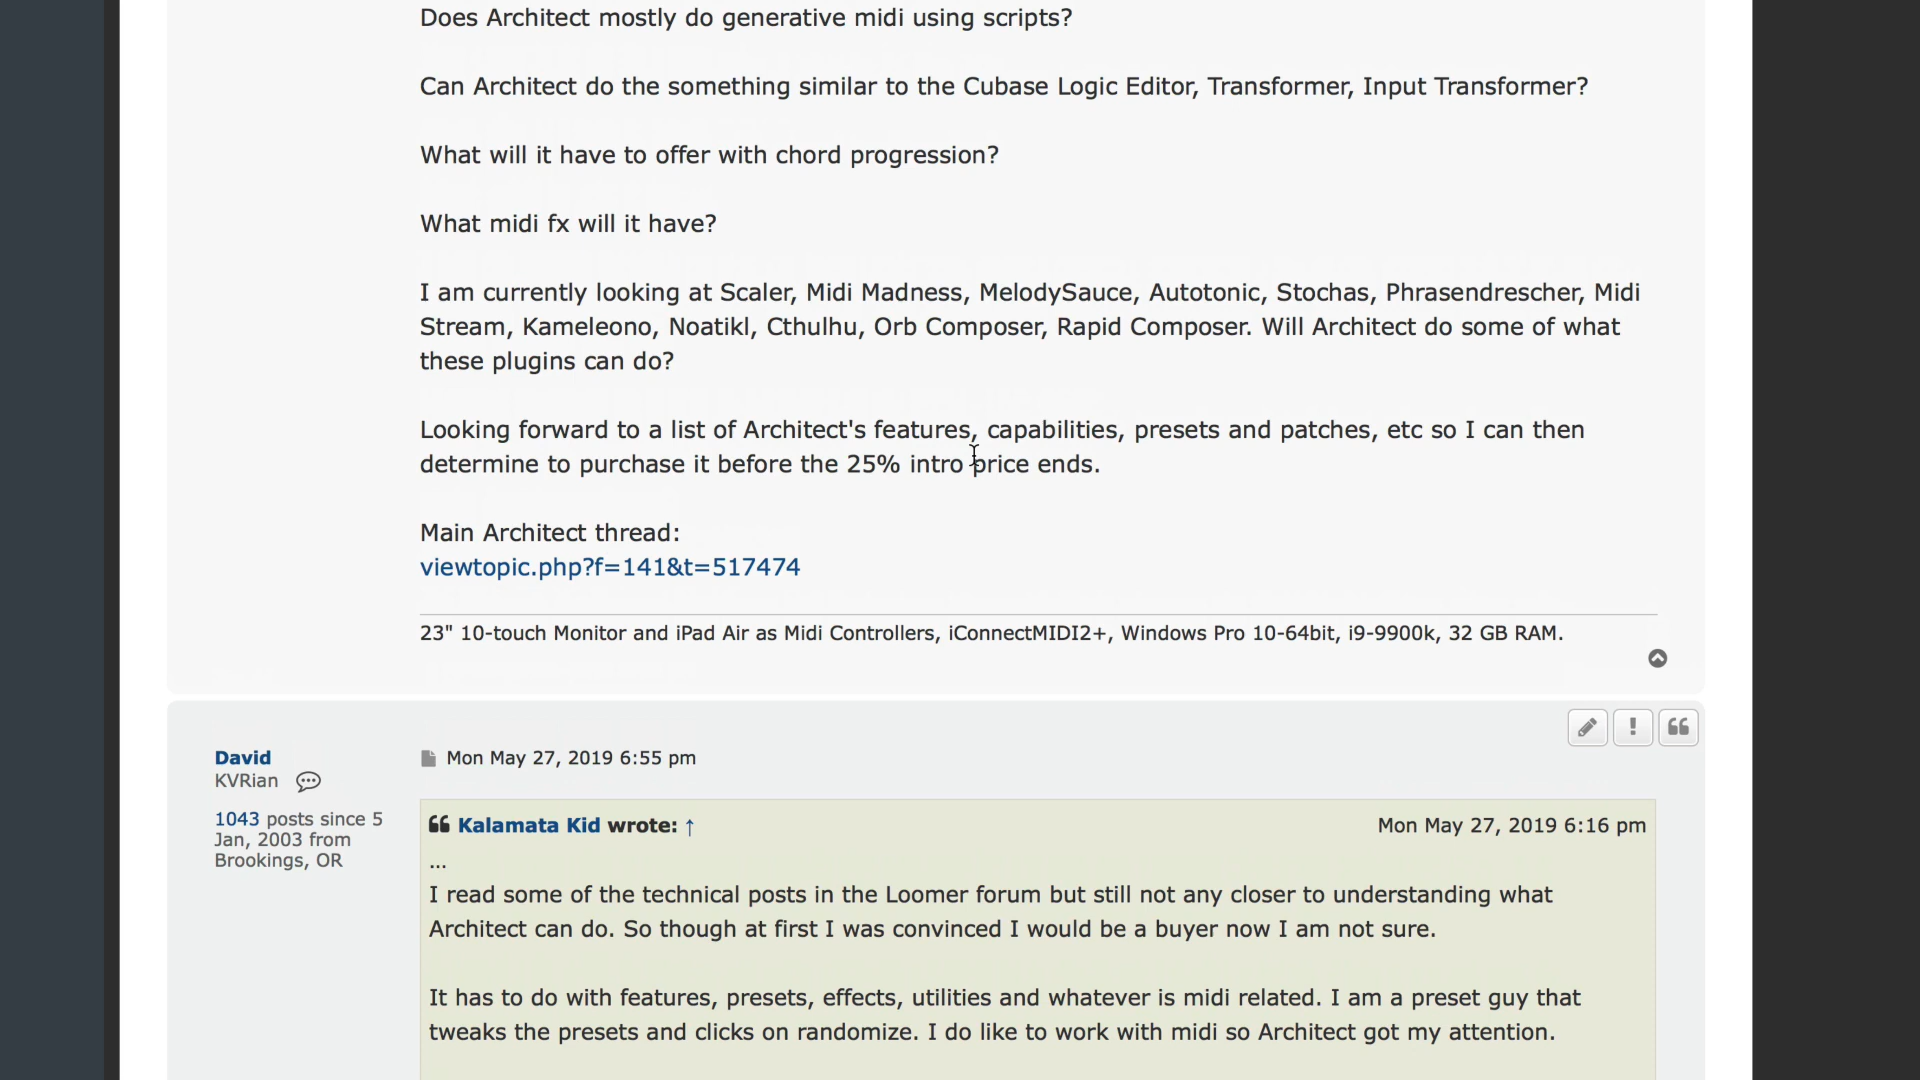 Does Architect mostly do generative midi using scripts?
Can Architect do the something similar to the Cubase Logic Editor, Transformer, Input Transformer?
What will it have to offer with chord progression?
What midi fx will it have?
I am currently looking at Scaler, Midi Madness, MelodySauce, Autotonic, Stochas, Phrasendrescher, Midi
Stream, Kameleono, Noatikl, Cthulhu, Orb Composer, Rapid Composer. Will Architect do some of what
these plugins can do?
Looking forward to a list of Architect's features, capabilities, presets and patches, etc so I can then
determine to purchase it before the 25% intro price ends.
Main Architect thread:
viewtopic.php?f=141&t=517474
23" 10-touch Monitor and iPad Air as Midi Controllers, iConnectMIDI2+, Windows Pro 10-64bit, i9-9900k, 32 GB RAM.
David
KVRian
1043 posts since 5
Jan, 2003 from
Brookings, OR
Mon May 27, 2019 6:55 pm
Kalamata Kid wrote: ↑
Mon May 27, 2019 6:16 pm
...
I read some of the technical posts in the Loomer forum but still not any closer to understanding what
Architect can do. So though at first I was convinced I would be a buyer now I am not sure.
It has to do with features, presets, effects, utilities and whatever is midi related. I am a preset guy that
tweaks the presets and clicks on randomize. I do like to work with midi so Architect got my attention.